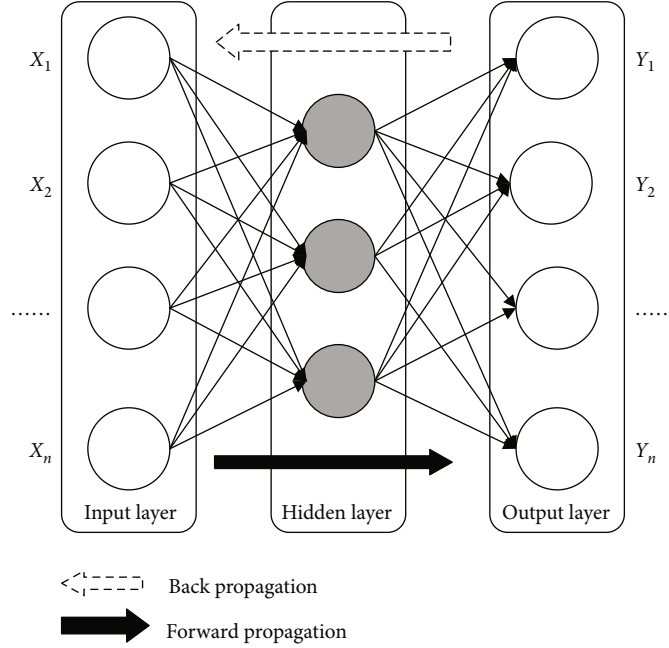 X1
Y1
X2
Y2
......
.....
Xn
Yn
Input layer
Hidden layer
Output layer
Back propagation
Forward propagation